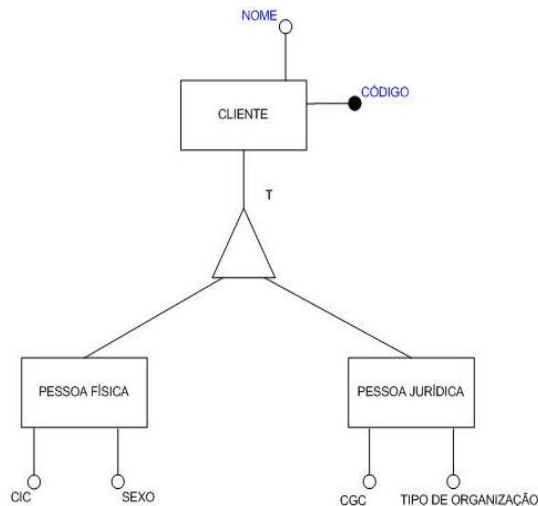 NOME
CÓDIGO
CLIENTE
T
PESSOA FÍSICA
PESSOA JURÍDICA
CIC
SEXO
CGC
TIPO DE ORGANIZAÇÃO